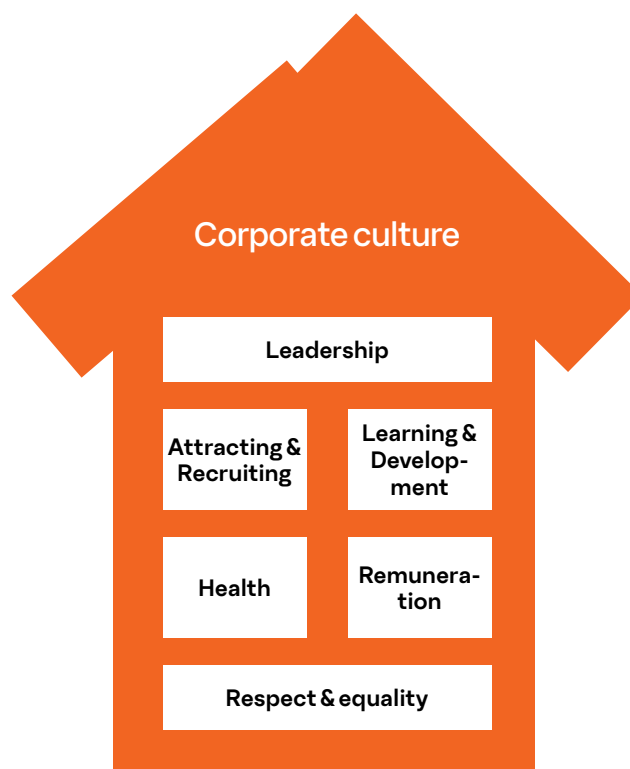 Corporate culture
Leadership
Attracting &
Recruiting
Learning &
Develop-
ment
Health
Remunera-
tion
Respect & equality